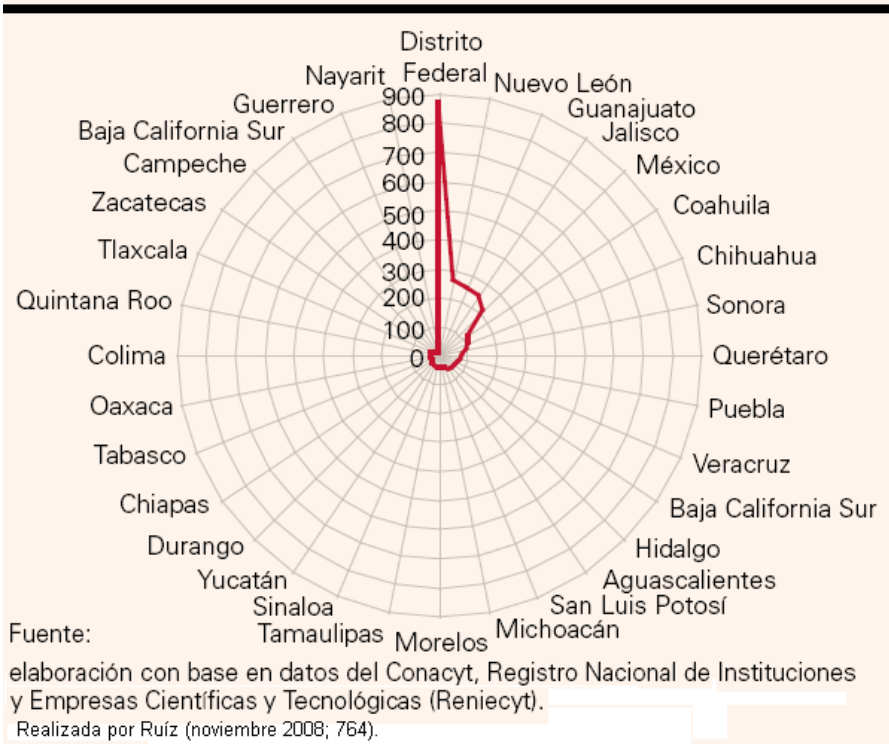 Distrito
Federal
Nuevo León
Guanajuato
Jalisco
México
Coahuila
Chihuahua
Sonora
Querétaro
Puebla
Veracruz
Baja California Sur
Hidalgo
Aguascalientes
San Luis Potosí
Michoacán
Morelos
Tamaulipas
Sinaloa
Yucatán
Durango
Chiapas
Tabasco
Oaxaca
Colima
Quintana Roo
Tlaxcala
Zacatecas
Campeche
Baja California Sur
Guerrero
Nayarit
900
800
700
600
500
400
300
200
100
0
Fuente:
elaboración con base en datos del Conacyt, Registro Nacional de Instituciones
y Empresas Científicas y Tecnológicas (Reniecyt).
Realizada por Ruíz (noviembre 2008; 764).